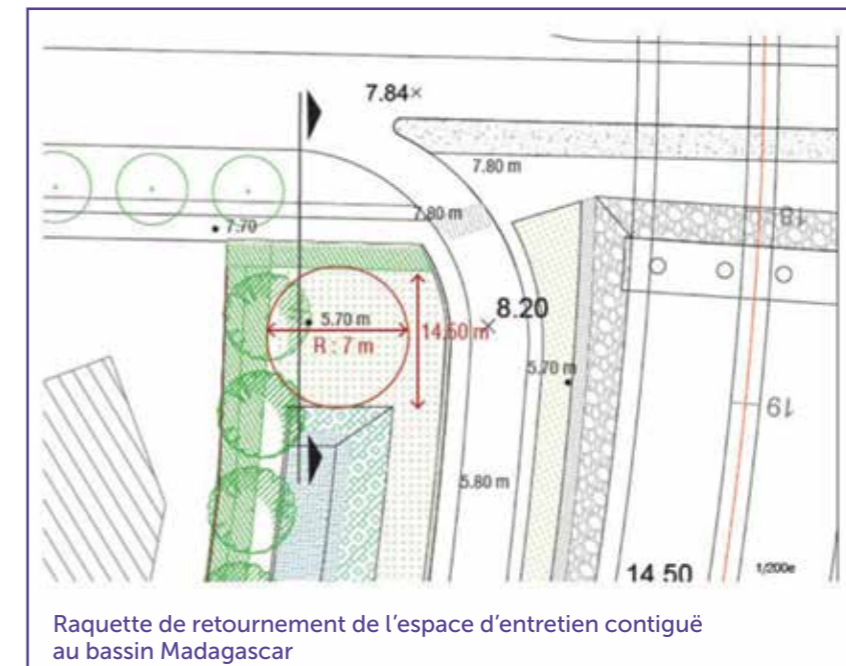 7.84×
7.80 m
7.80 m
7.70
18
8.20
5.70 m
14.50 m
R : 7 m
5.70 m
19
5.80 m
14 50
1/200e
Raquette de retournement de l'espace d'entretien contiguë
au bassin Madagascar